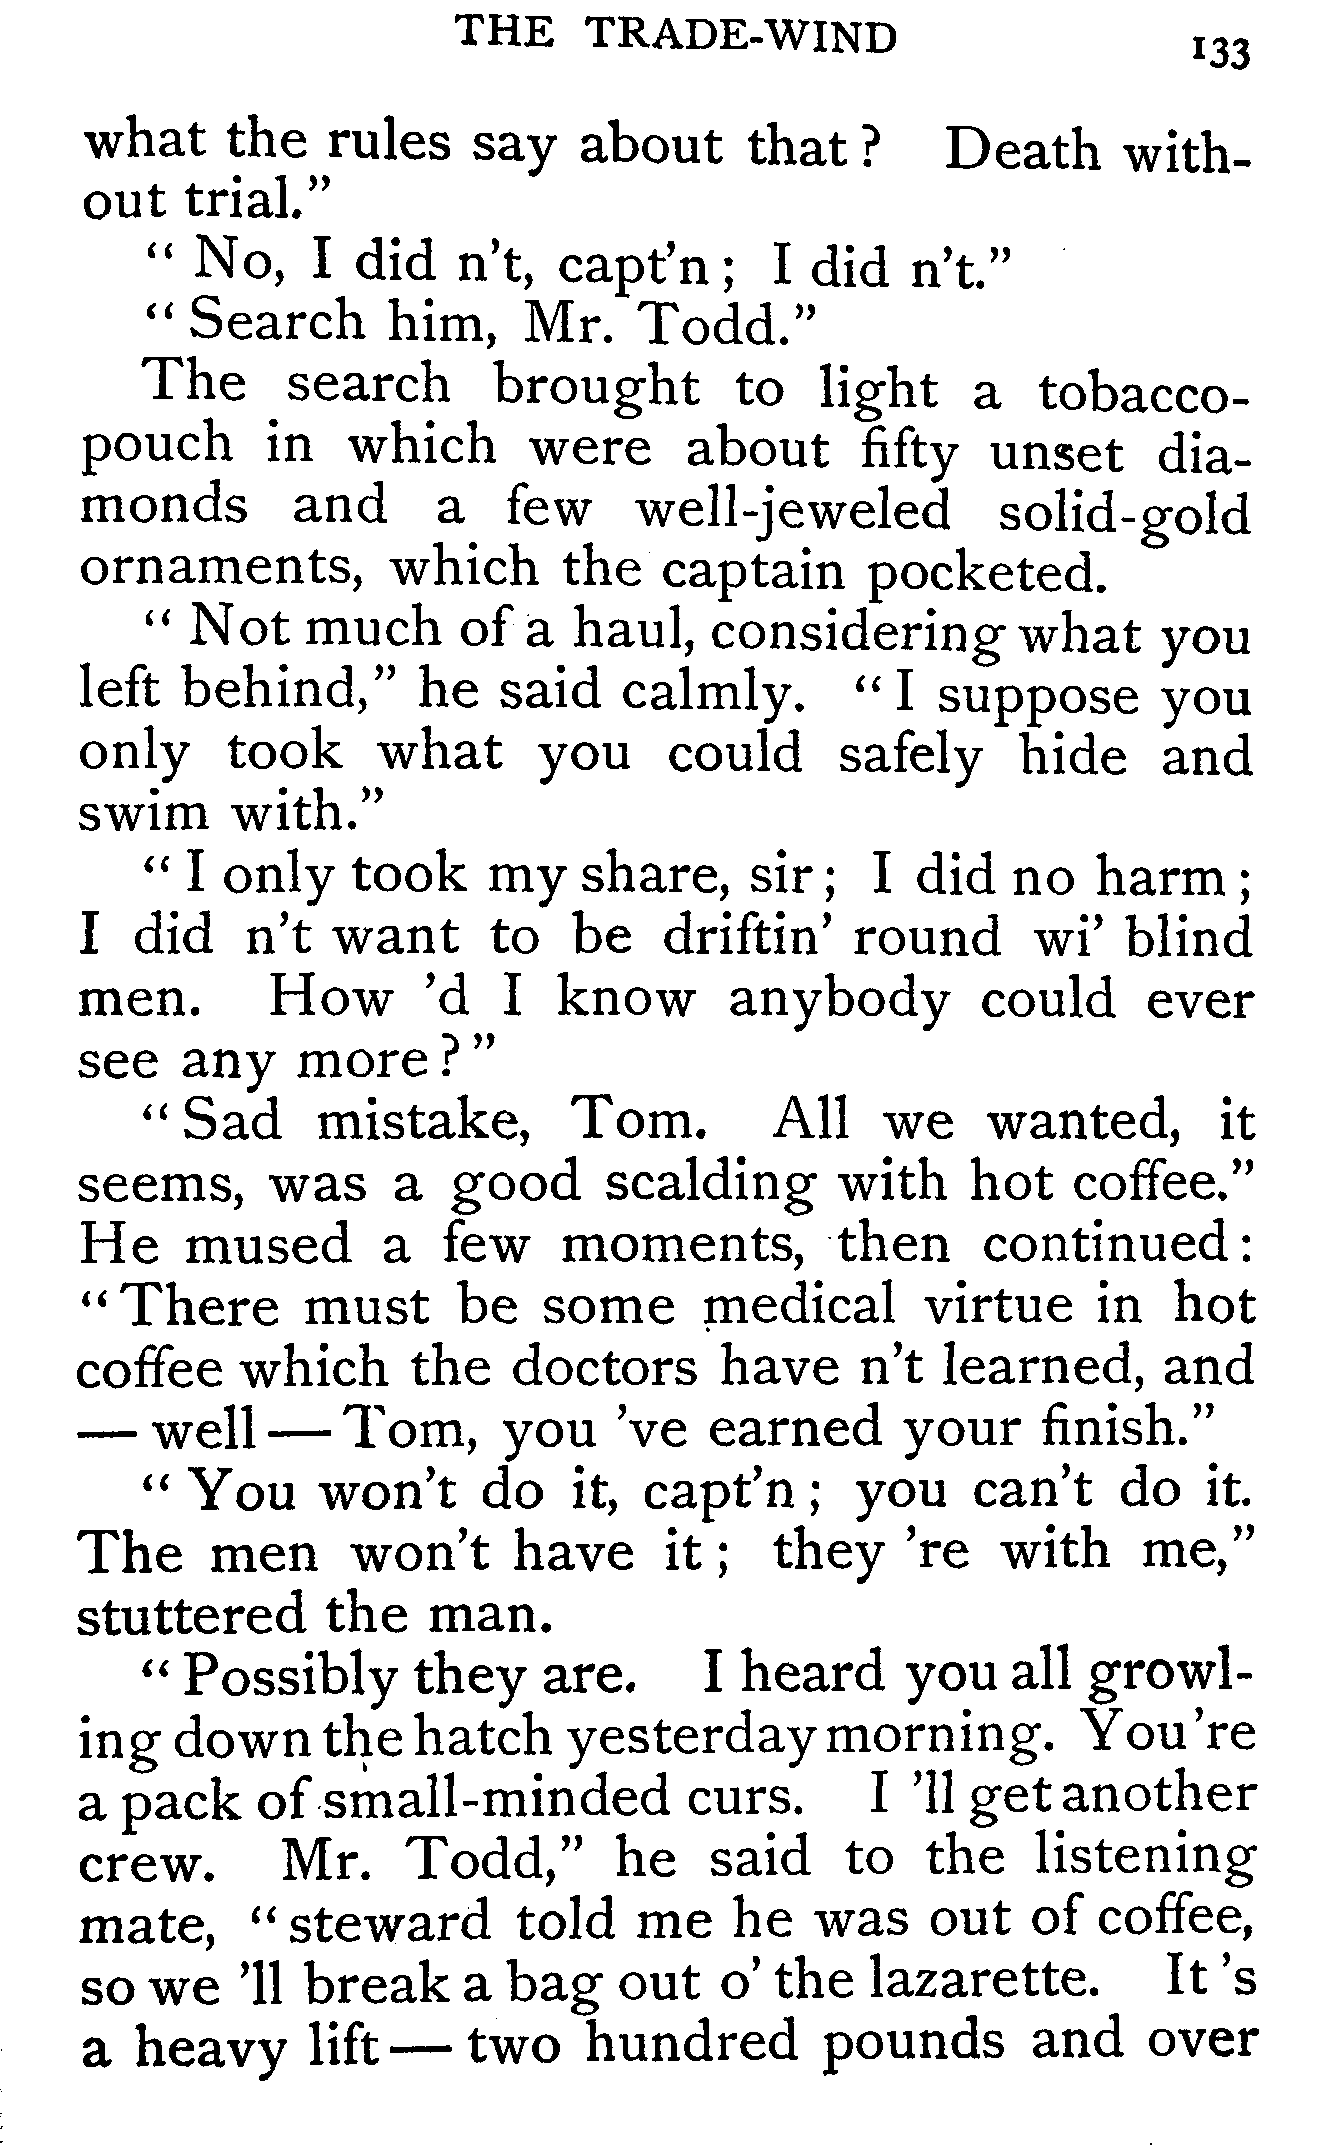 THE TRADE-WIND 133
what the rules say about that? Death with-
out trial."
"No, I did n't, capt'n; I did n't."
"Search him, Mr. Todd."
The search brought to light a tobacco-
pouch in which were about fifty unset dia-
monds and a few well-jeweled solid-gold
ornaments, which the captain pocketed.
"Not much of a haul, considering what you
left behind," he said calmly. "I suppose you
only took what you could safely hide and
swim with."
"I only took my share, sir; I did no harm;
I did n't want to be driftin' round wi' blind
men. How 'd I know anybody could ever
see any more?"
"Sad mistake, Tom. All we wanted, it
seems, was a good scalding with hot coffee."
He mused a few moments, then continued:
"There must be some medical virtue in hot
coffee which the doctors have n't learned, and
— well — Tom, you 've earned your finish."
"You won't do it, capt'n; you can't do it.
The men won't have it; they 're with me,"
stuttered the man.
"Possibly they are. I heard you all growl-
ing down the hatch yesterday morning. You 're
a pack of small-minded curs. I 'll get another
crew. Mr. Todd," he said to the listening
mate, "steward told me he was out of coffee,
so we 'll break a bag out o' the lazarette. It 's
a heavy lift — two hundred pounds and over